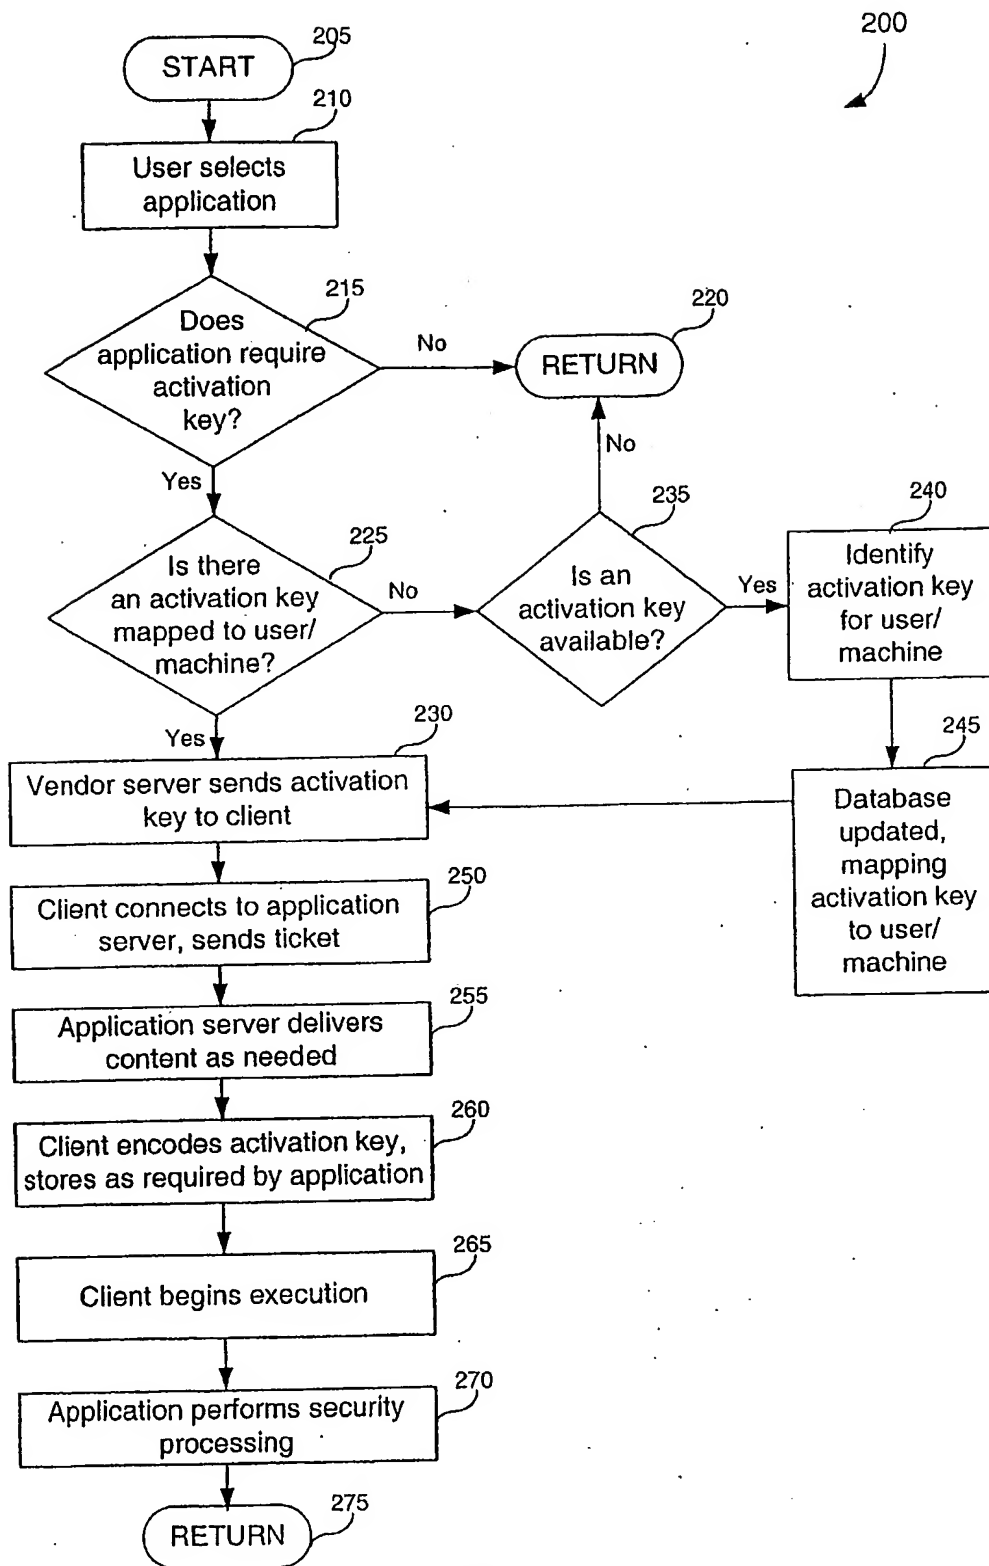 200
205
START
210
User selects
application
215
Does
application require
activation
key?
No
220
RETURN
Yes
No
225
Is there
an activation key
mapped to user/
machine?
No
235
Is an
activation key
available?
Yes
240
Identify
activation key
for user/
machine
Yes
230
Vendor server sends activation
key to client
245
Database
updated,
mapping
activation key
to user/
machine
250
Client connects to application
server, sends ticket
255
Application server delivers
content as needed
260
Client encodes activation key,
stores as required by application
265
Client begins execution
270
Application performs security
processing
275
RETURN